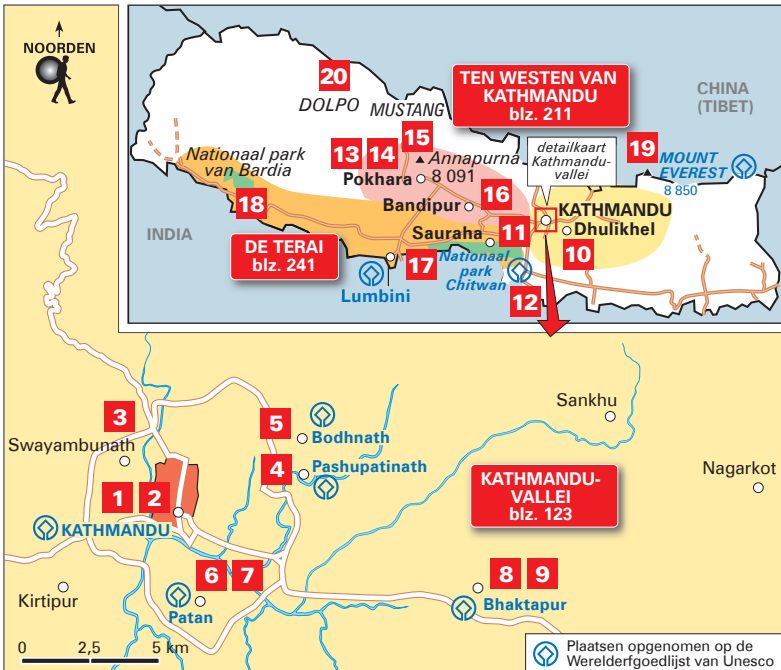 NOORDEN
20
DOLPO
MUSTANG
TEN WESTEN VAN
KATHMANDU
blz. 211
CHINA
(TIBET)
13
14
15
Annapurna
8 091
Pokhara
detailkaart
Kathmandu-
vallei
19
MOUNT
EVEREST
8 850
Nationaal park
van Bardia
18
Bandipur
16
KATHMANDU
Dhulikhel
10
INDIA
DE TERAI
blz. 241
Sauraha
11
17
Lumbini
Nationaal
park
Chitwan
12
3
Swayambunath
5
Bodhnath
4
Pashupatinath
Sankhu
Nagarkot
KATHMANDU-
VALLEI
blz. 123
1
2
KATHMANDU
6
7
Patan
8
9
Bhaktapur
Kirtipur
0
2,5
5 km
Plaatsen opgenomen op de
Werelderfgoedlijst van Unesco